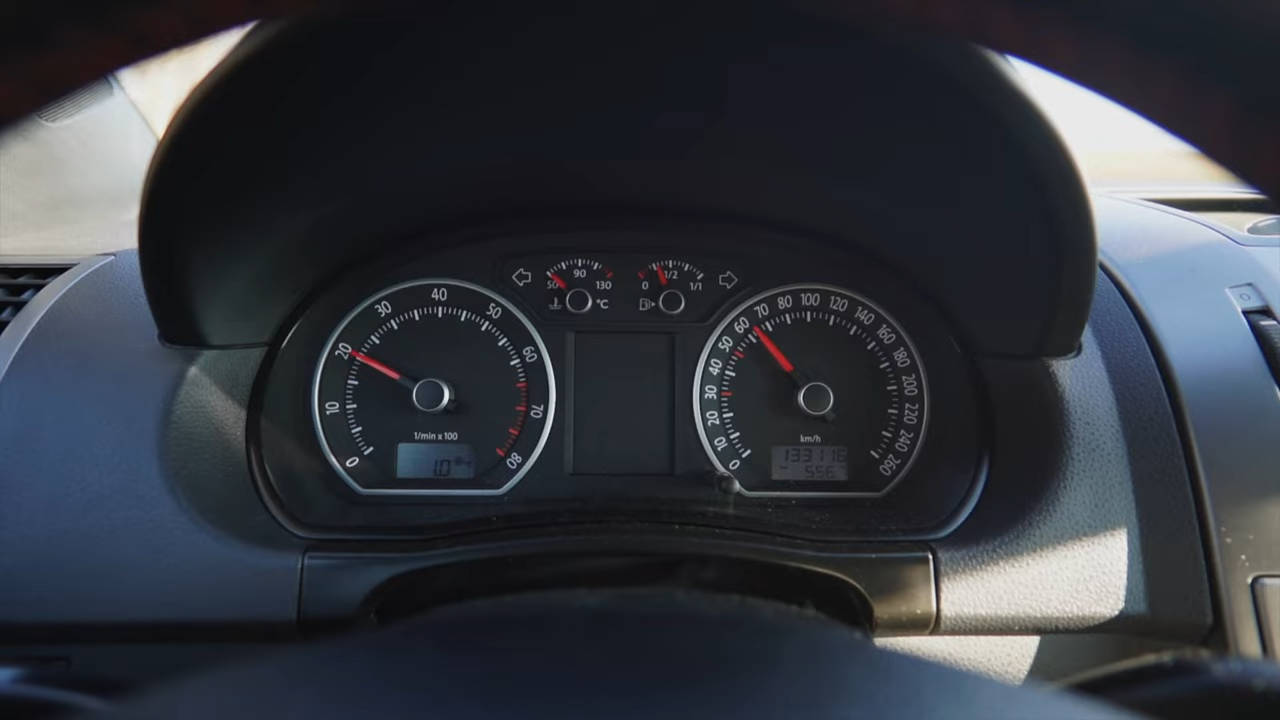 50 90 130 °C
0 1/2 1/1
0 10 20 30 40 50 60 70 80
1/min x 100
0 10 20 30 40 50 60 70 80 100 120 140 160 180 200 220 240 260
km/h
133116
556